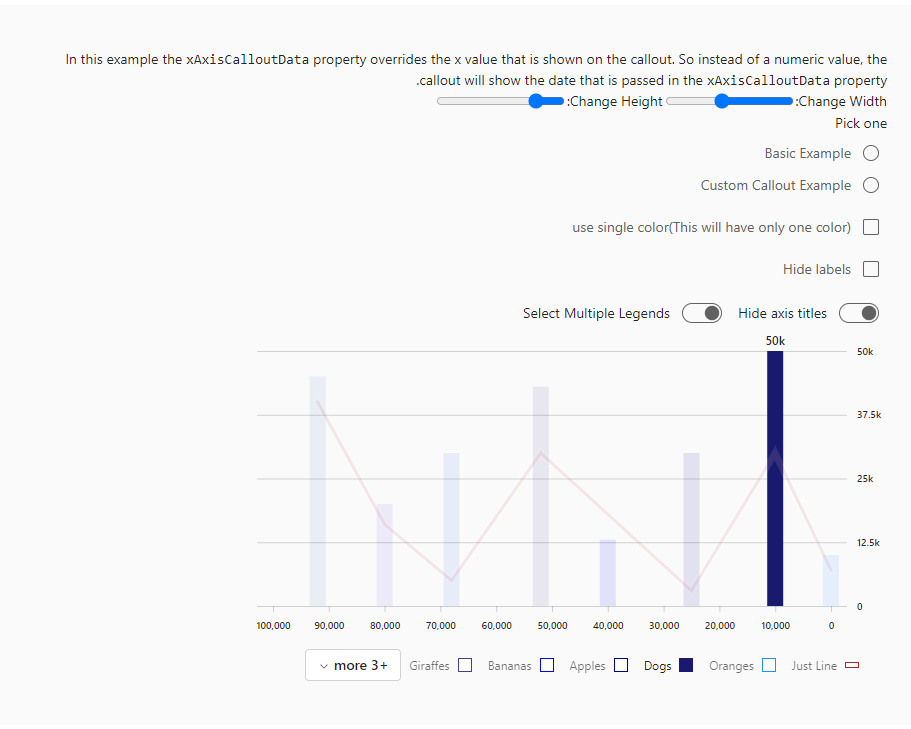 In this example the xAxisCalloutData property overrides the x value that is shown on the callout. So instead of a numeric value, the
.callout will show the date that is passed in the xAxisCalloutData property
:Change Height :Change Width
Pick one
Basic Example
Custom Callout Example
use single color(This will have only one color)
Hide labels
Select Multiple Legends Hide axis titles
50k
50k
37.5k
25k
12.5k
0
100,000 90,000 80,000 70,000 60,000 50,000 40,000 30,000 20,000 10,000 0
more 3+ Giraffes Bananas Apples Dogs Oranges Just Line